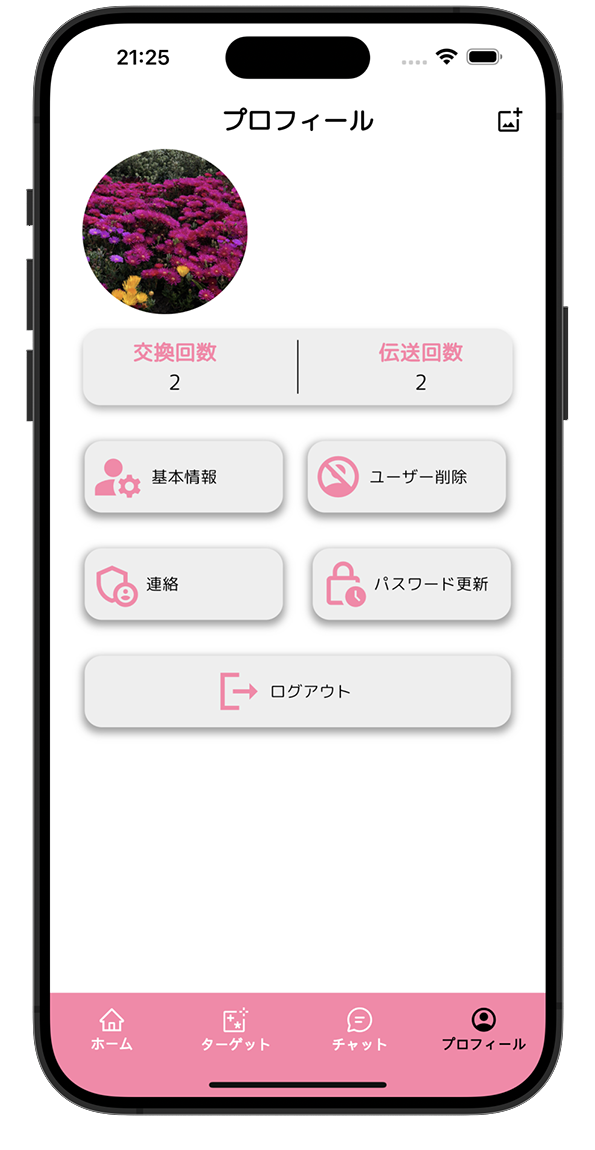 21:25
プロフィール
交換回数
伝送回数
2
2
基本情報
ユーザー削除
連絡
パスワード更新
ログアウト
ホーム
ターゲット
チャット
プロフィール